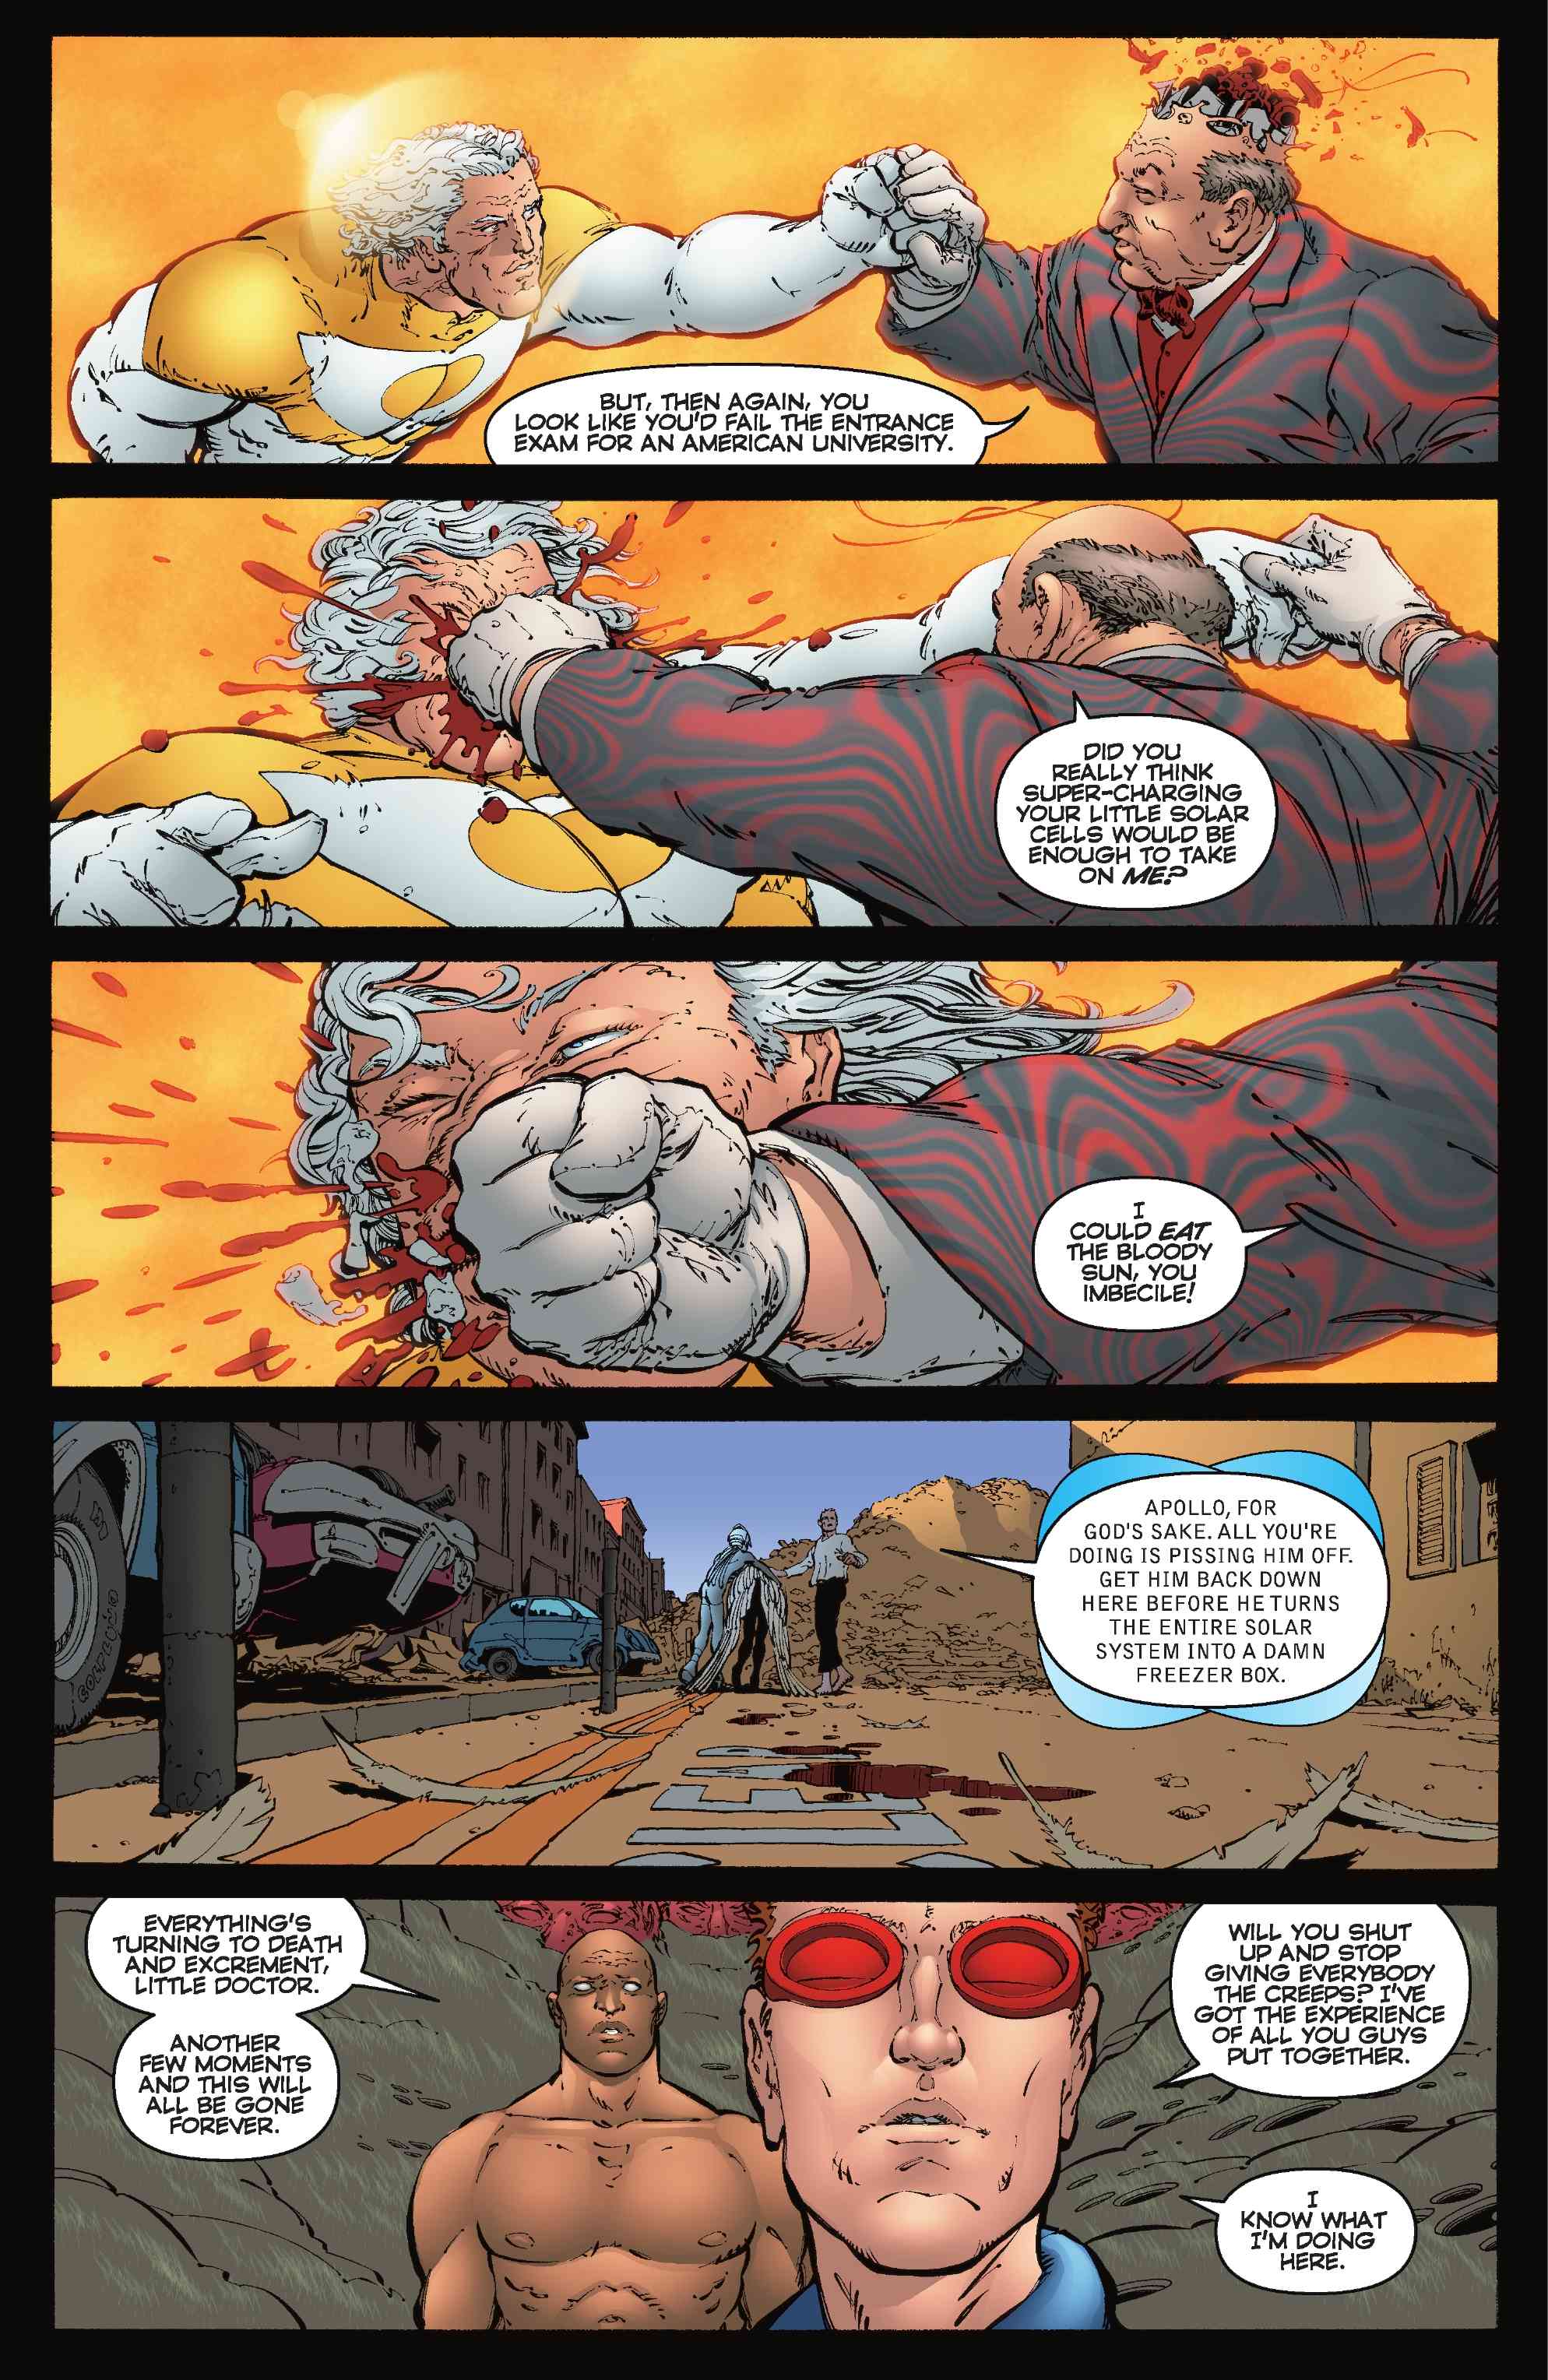 BUT, THEN AGAIN, YOU
LOOK LIKE YOU'D FAIL THE ENTRANCE
EXAM FOR AN AMERICAN UNIVERSITY.
DID YOU
REALLY THINK
SUPER-CHARGING
YOUR LITTLE SOLAR
CELLS WOULD BE
ENOUGH TO TAKE
ON ME?
I
COULD EAT
THE BLOODY
SUN, YOU
IMBECILE!
APOLLO, FOR
GOD'S SAKE. ALL YOU'RE
DOING IS PISSING HIM OFF.
GET HIM BACK DOWN
HERE BEFORE HE TURNS
THE ENTIRE SOLAR
SYSTEM INTO A DAMN
FREEZER BOX.
EVERYTHING'S
TURNING TO DEATH
AND EXCREMENT,
LITTLE DOCTOR.
ANOTHER
FEW MOMENTS
AND THIS WILL
ALL BE GONE
FOREVER.
WILL YOU SHUT
UP AND STOP
GIVING EVERYBODY
THE CREEPS? I'VE
GOT THE EXPERIENCE
OF ALL YOU GUYS
PUT TOGETHER.
I
KNOW WHAT
I'M DOING
HERE.